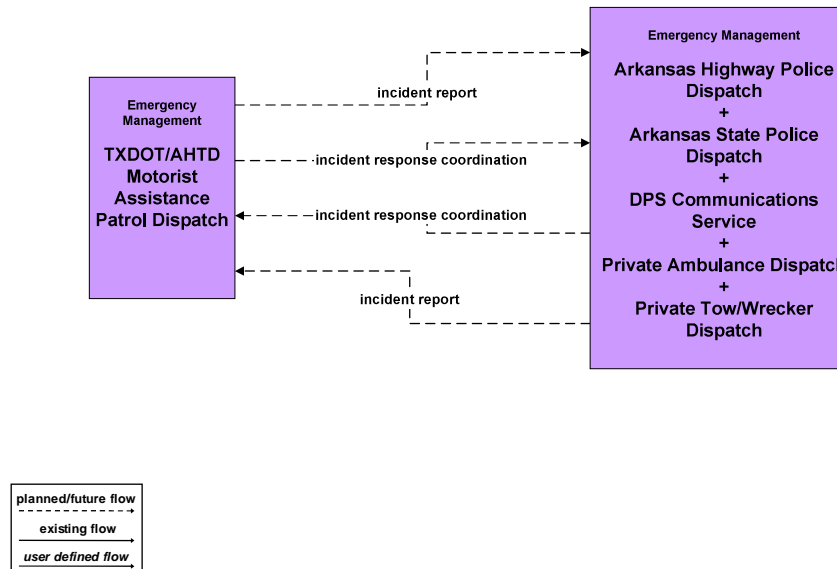 Emergency Management
Arkansas Highway Police
Dispatch
+
Arkansas State Police
Dispatch
+
DPS Communications
Service
+
Private Ambulance Dispatch
+
Private Tow/Wrecker
Dispatch
Emergency
Management
TXDOT/AHTD
Motorist
Assistance
Patrol Dispatch
incident report
incident response coordination
incident response coordination
incident report
planned/future flow
existing flow
user defined flow